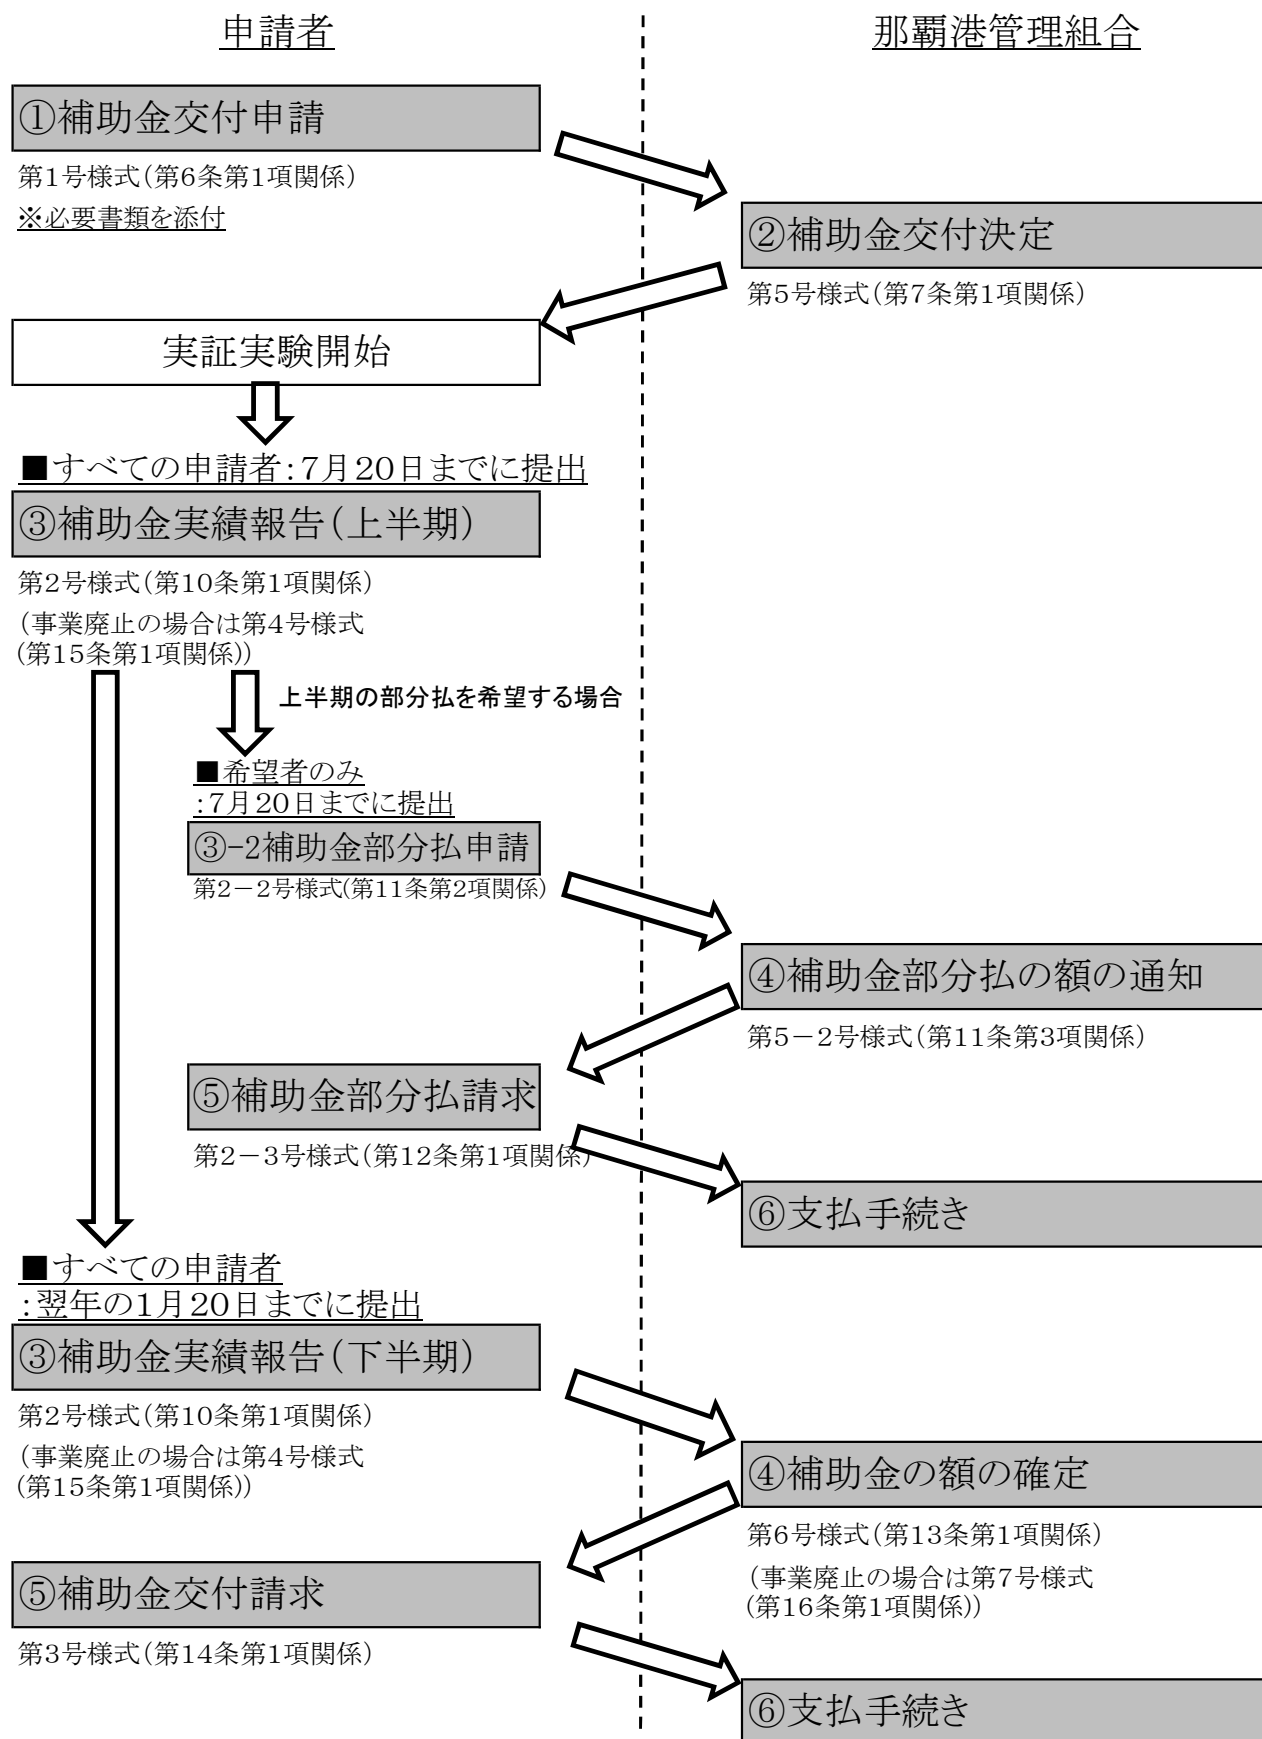 申請者
那覇港管理組合
①補助金交付申請
第1号様式(第6条第1項関係)
※必要書類を添付
②補助金交付決定
第5号様式(第7条第1項関係)
実証実験開始
■すべての申請者:7月20日までに提出
③補助金実績報告(上半期)
第2号様式(第10条第1項関係)
(事業廃止の場合は第4号様式
(第15条第1項関係))
上半期の部分払を希望する場合
■希望者のみ
:7月20日までに提出
③-2補助金部分払申請
第2-2号様式(第11条第2項関係)
④補助金部分払の額の通知
第5-2号様式(第11条第3項関係)
⑤補助金部分払請求
第2-3号様式(第12条第1項関係)
⑥支払手続き
■すべての申請者
:翌年の1月20日までに提出
③補助金実績報告(下半期)
第2号様式(第10条第1項関係)
(事業廃止の場合は第4号様式
(第15条第1項関係))
④補助金の額の確定
第6号様式(第13条第1項関係)
(事業廃止の場合は第7号様式
(第16条第1項関係))
⑤補助金交付請求
第3号様式(第14条第1項関係)
⑥支払手続き